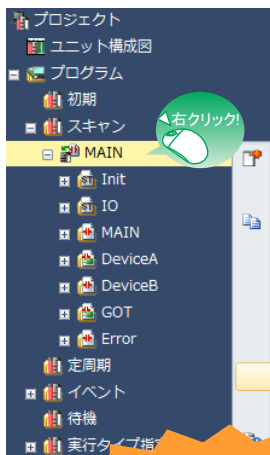 プロジェクト
ユニット構成図
プログラム
初期
スキャン
右クリック!
MAIN
Init
IO
MAIN
DeviceA
DeviceB
GOT
Error
定周期
イベント
待機
実行タイプ指定